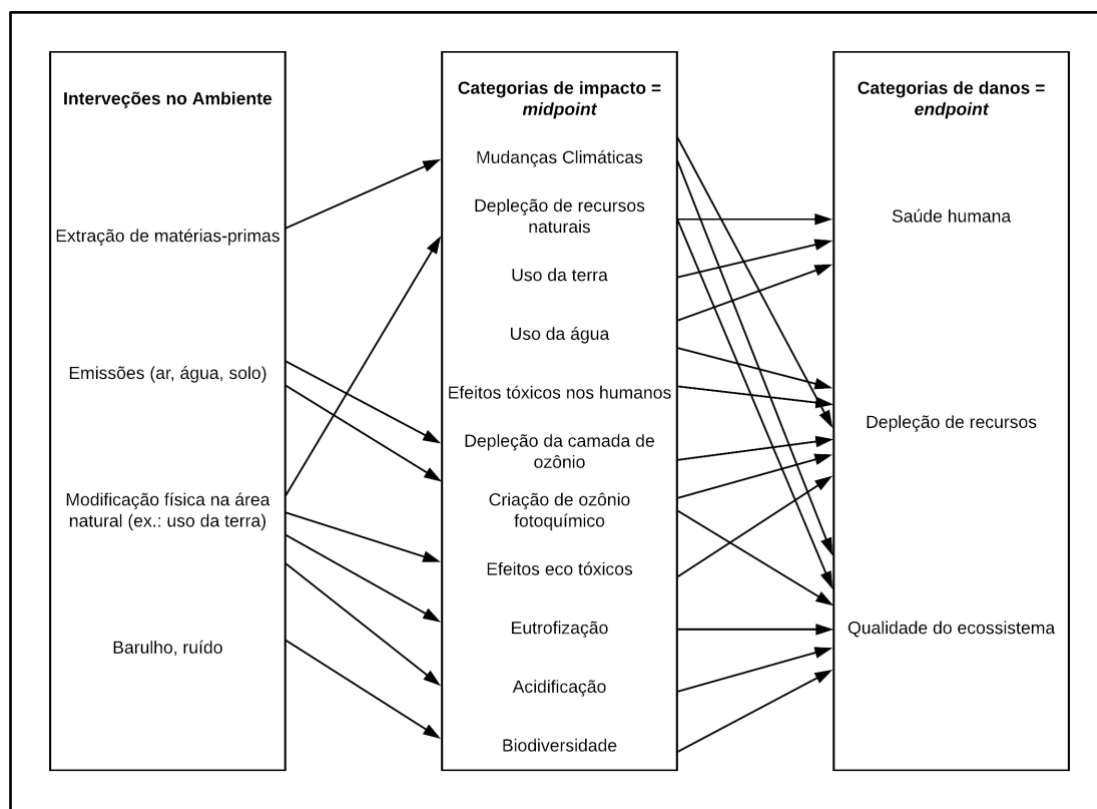 Interveções no Ambiente
Extração de matérias-primas
Emissões (ar, água, solo)
Modificação física na área
natural (ex.: uso da terra)
Barulho, ruído
Categorias de impacto =
midpoint
Mudanças Climáticas
Depleção de recursos
naturais
Uso da terra
Uso da água
Efeitos tóxicos nos humanos
Depleção da camada de
ozônio
Criação de ozônio
fotoquímico
Efeitos eco tóxicos
Eutrofização
Acidificação
Biodiversidade
Categorias de danos =
endpoint
Saúde humana
Depleção de recursos
Qualidade do ecossistema